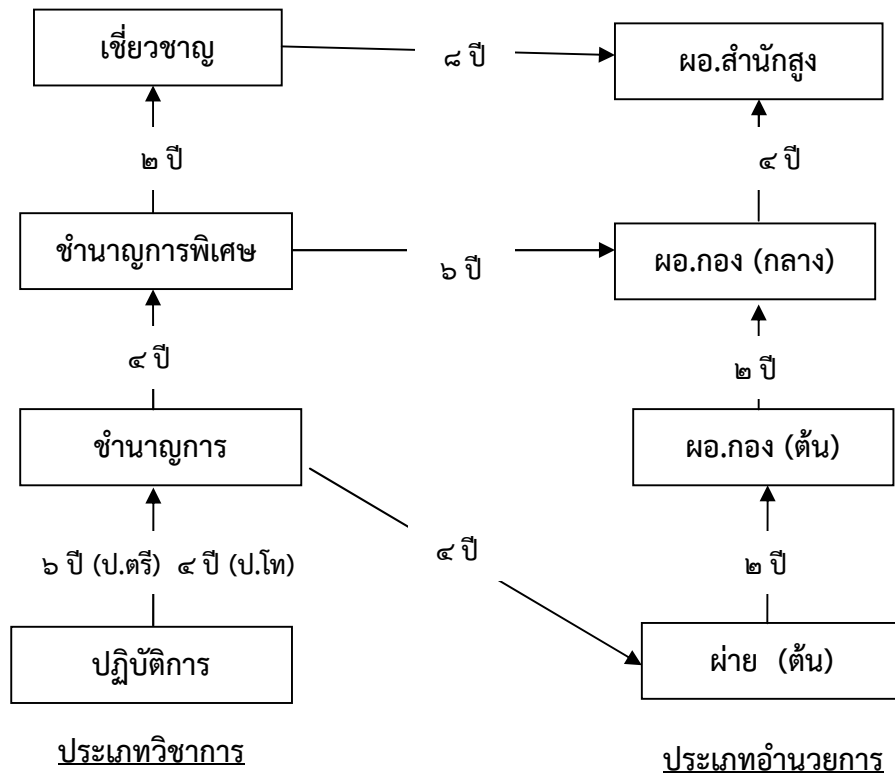 เชี่ยวชาญ
๘ ปี
ผอ.สำนักสูง
๒ ปี
๔ ปี
ชำนาญการพิเศษ
๖ ปี
ผอ.กอง (กลาง)
๔ ปี
๒ ปี
ชำนาญการ
ผอ.กอง (ต้น)
๖ ปี (ป.ตรี) ๔ ปี (ป.โท)
๔ ปี
๒ ปี
ปฏิบัติการ
ฝ่าย (ต้น)
ประเภทวิชาการ
ประเภทอำนวยการ